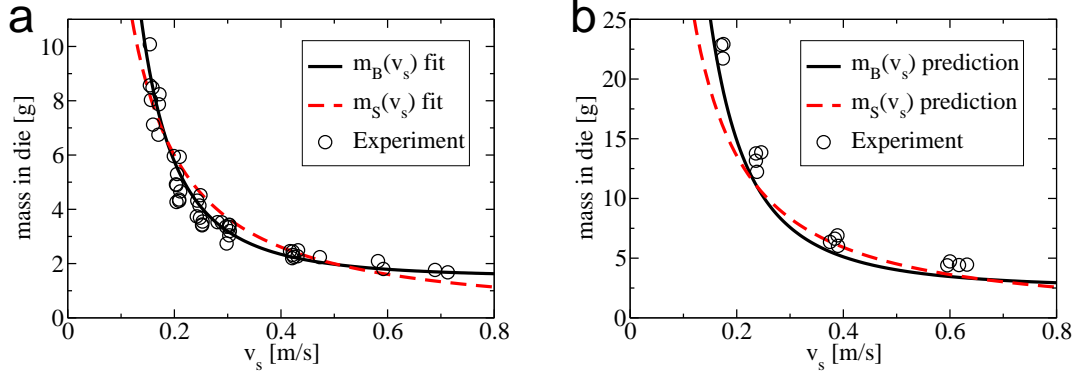 a
mass in die [g]
10
8
6
4
2
0
m_B(v_s) fit
m_S(v_s) fit
Experiment
0 0.2 0.4 0.6 0.8
v_s [m/s]
b
mass in die [g]
25
20
15
10
5
0
m_B(v_s) prediction
m_S(v_s) prediction
Experiment
0 0.2 0.4 0.6 0.8
v_s [m/s]